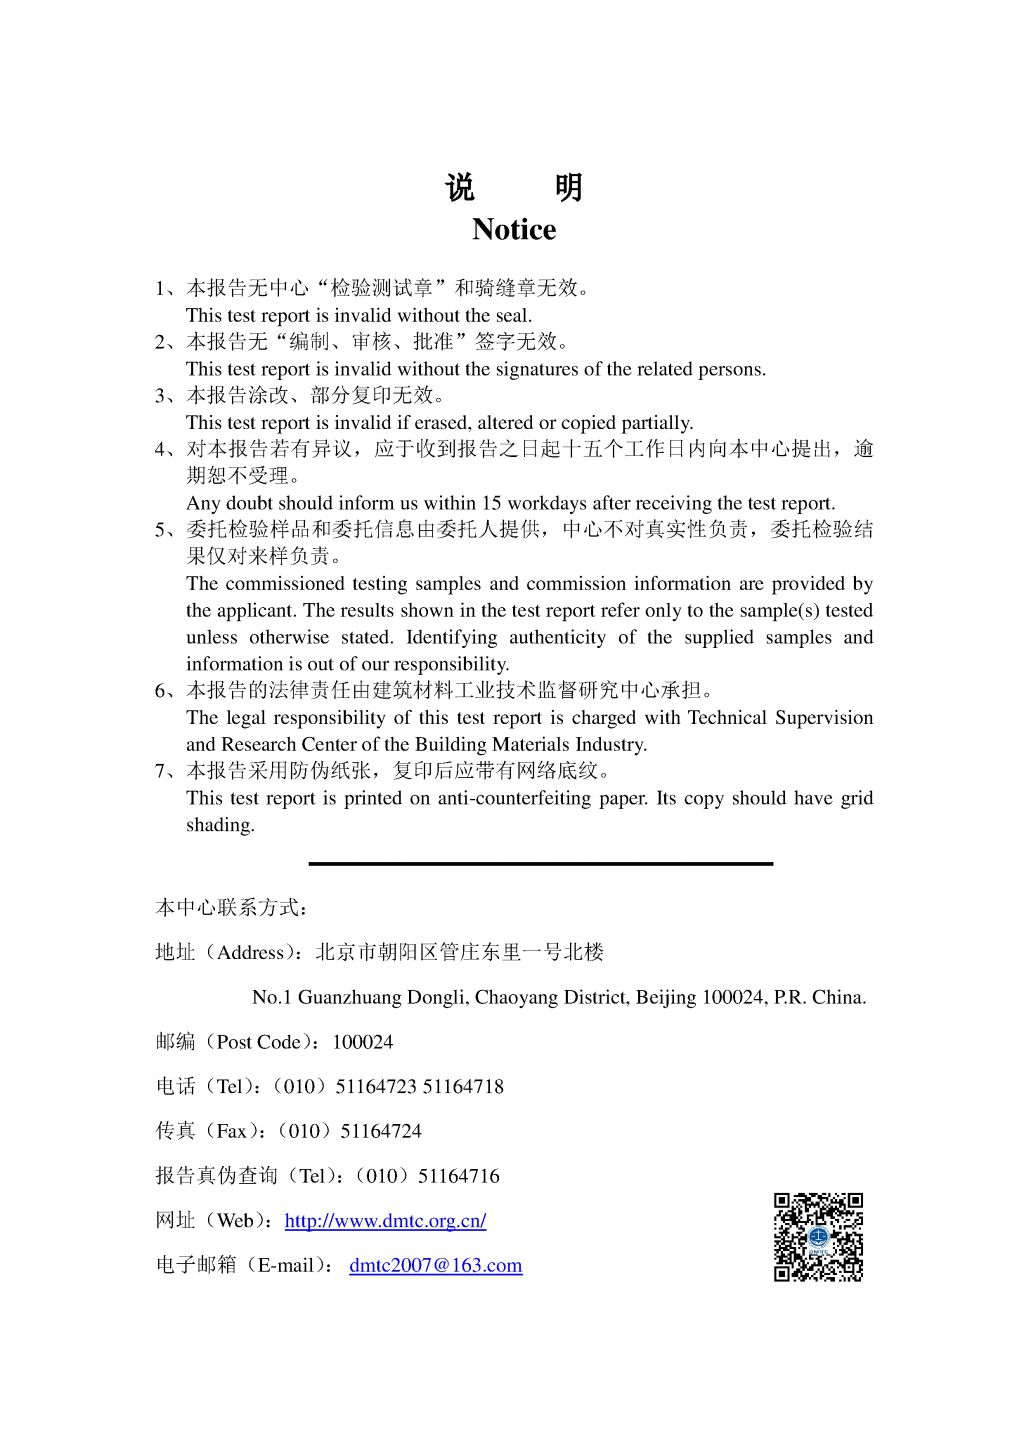 说 明
Notice
1、本报告无中心“检验测试章”和骑缝章无效。
This test report is invalid without the seal.
2、本报告无“编制、审核、批准”签字无效。
This test report is invalid without the signatures of the related persons.
3、本报告涂改、部分复印无效。
This test report is invalid if erased, altered or copied partially.
4、对本报告若有异议，应于收到报告之日起十五个工作日内向本中心提出，逾
期恕不受理。
Any doubt should inform us within 15 workdays after receiving the test report.
5、委托检验样品和委托信息由委托人提供，中心不对真实性负责，委托检验结
果仅对来样负责。
The commissioned testing samples and commission information are provided by
the applicant. The results shown in the test report refer only to the sample(s) tested
unless otherwise stated. Identifying authenticity of the supplied samples and
information is out of our responsibility.
6、本报告的法律责任由建筑材料工业技术监督研究中心承担。
The legal responsibility of this test report is charged with Technical Supervision
and Research Center of the Building Materials Industry.
7、本报告采用防伪纸张，复印后应带有网络底纹。
This test report is printed on anti-counterfeiting paper. Its copy should have grid
shading.
本中心联系方式：
地址（Address）：北京市朝阳区管庄东里一号北楼
No.1 Guanzhuang Dongli, Chaoyang District, Beijing 100024, P.R. China.
邮编（Post Code）：100024
电话（Tel）：（010）51164723 51164718
传真（Fax）：（010）51164724
报告真伪查询（Tel）：（010）51164716
网址（Web）：http://www.dmtc.org.cn/
电子邮箱（E-mail）： dmtc2007@163.com
DMTC